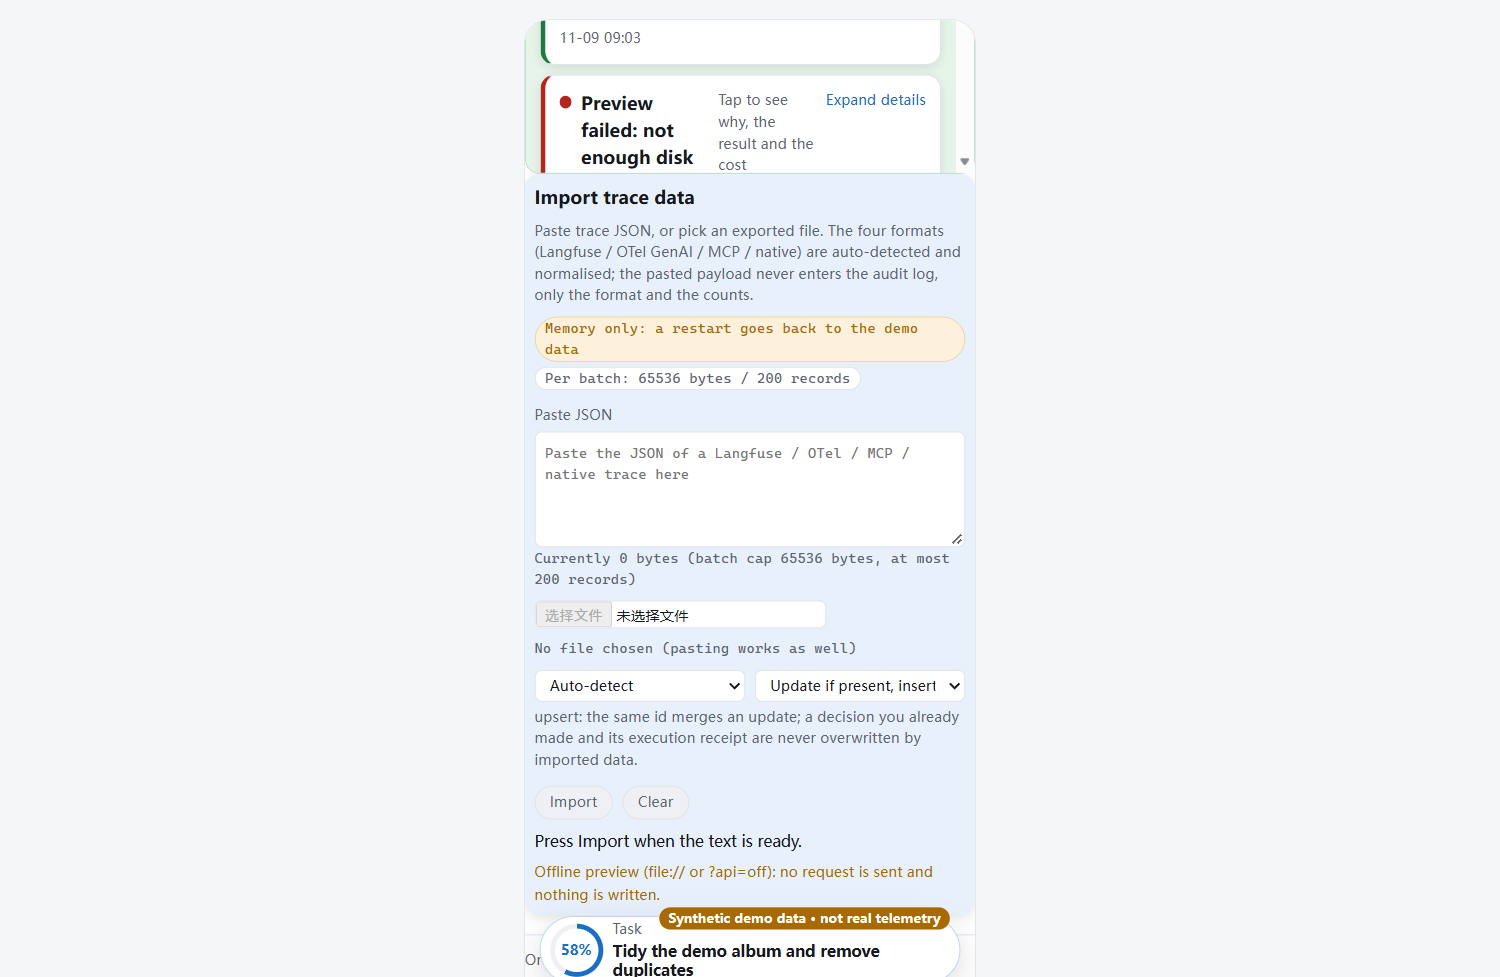 11-09 09:03
Preview
failed: not
enough disk
Tap to see
why, the
result and the
cost
Expand details
Import trace data
Paste trace JSON, or pick an exported file. The four formats
(Langfuse / OTel GenAI / MCP / native) are auto-detected and
normalised; the pasted payload never enters the audit log,
only the format and the counts.
Memory only: a restart goes back to the demo
data
Per batch: 65536 bytes / 200 records
Paste JSON
Paste the JSON of a Langfuse / OTel / MCP /
native trace here
Currently 0 bytes (batch cap 65536 bytes, at most
200 records)
选择文件 未选择文件
No file chosen (pasting works as well)
Auto-detect
Update if present, insert
upsert: the same id merges an update; a decision you already
made and its execution receipt are never overwritten by
imported data.
Import
Clear
Press Import when the text is ready.
Offline preview (file:// or ?api=off): no request is sent and
nothing is written.
Synthetic demo data • not real telemetry
Task
58%
Tidy the demo album and remove
duplicates